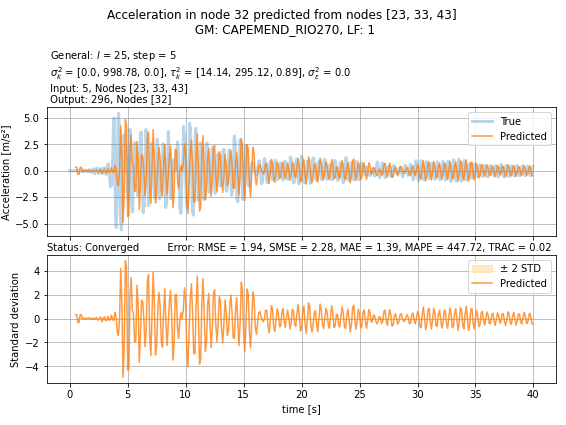 Acceleration in node 32 predicted from nodes [23, 33, 43]
GM: CAPEMEND_RIO270, LF: 1
General: l = 25, step = 5
σ²ₖ = [0.0, 998.78, 0.0], τ²ₖ = [14.14, 295.12, 0.89], σ²ε = 0.0
Input: 5, Nodes [23, 33, 43]
Output: 296, Nodes [32]
Acceleration [m/s²]
5.0
2.5
0.0
−2.5
−5.0
True
Predicted
Status: Converged Error: RMSE = 1.94, SMSE = 2.28, MAE = 1.39, MAPE = 447.72, TRAC = 0.02
Standard deviation
4
2
0
−2
−4
± 2 STD
Predicted
0 5 10 15 20 25 30 35 40
time [s]